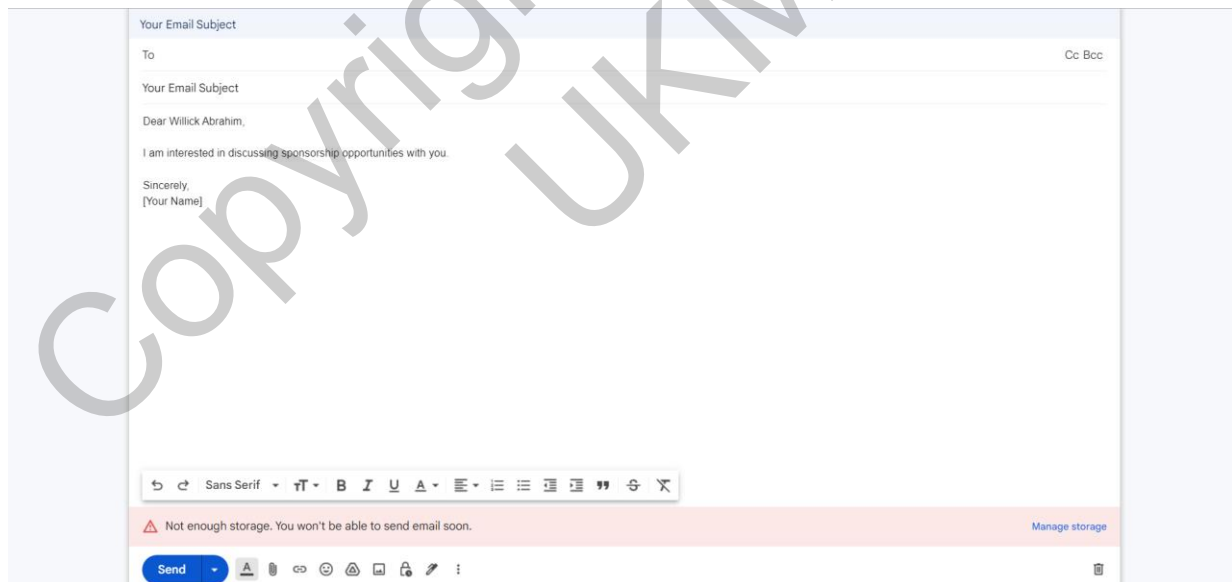 Your Email Subject
To Cc Bcc
Your Email Subject
Dear Willick Abrahim,
I am interested in discussing sponsorship opportunities with you.
Sincerely,
[Your Name]
Sans Serif
Not enough storage. You won't be able to send email soon. Manage storage
Send
Copyrigh
UKM